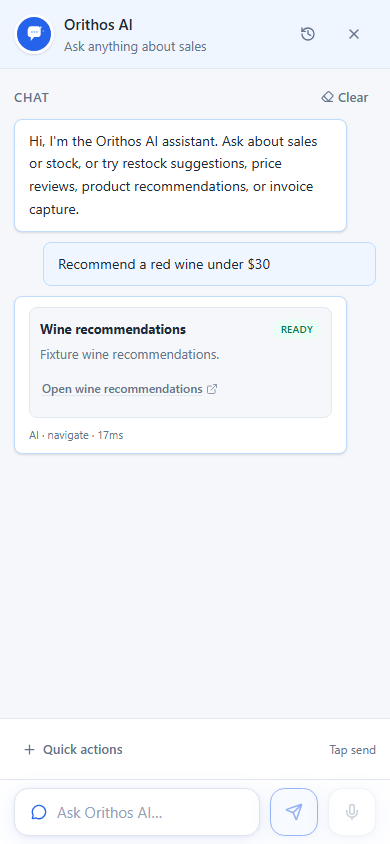 Orithos AI
Ask anything about sales
CHAT
Clear
Hi, I'm the Orithos AI assistant. Ask about sales
or stock, or try restock suggestions, price
reviews, product recommendations, or invoice
capture.
Recommend a red wine under $30
Wine recommendations
READY
Fixture wine recommendations.
Open wine recommendations
AI · navigate · 17ms
Quick actions
Tap send
Ask Orithos AI...